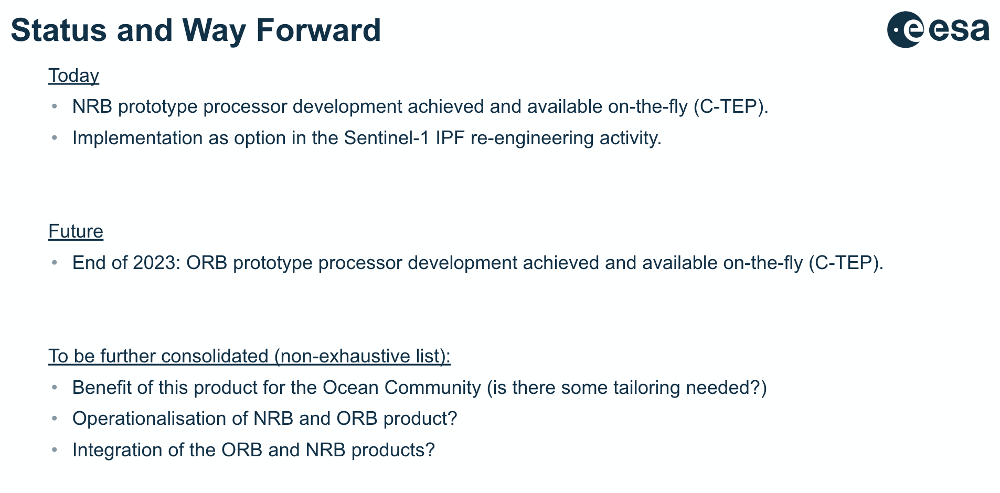 Status and Way Forward
esa
Today
• NRB prototype processor development achieved and available on-the-fly (C-TEP).
• Implementation as option in the Sentinel-1 IPF re-engineering activity.
Future
• End of 2023: ORB prototype processor development achieved and available on-the-fly (C-TEP).
To be further consolidated (non-exhaustive list):
• Benefit of this product for the Ocean Community (is there some tailoring needed?)
• Operationalisation of NRB and ORB product?
• Integration of the ORB and NRB products?